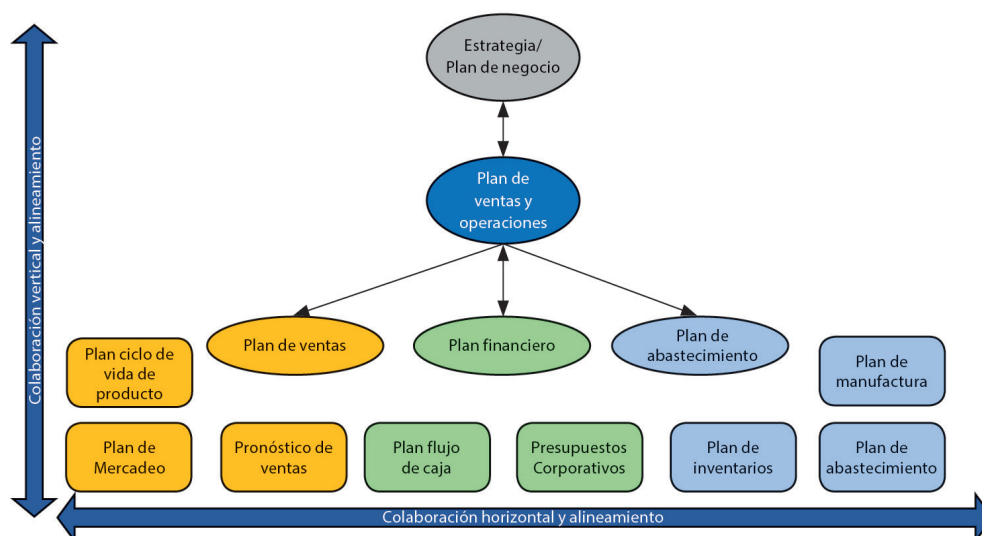 Estrategia/
Plan de negocio
Plan de
ventas y
operaciones
Colaboración vertical y alineamiento
Plan de ventas
Plan financiero
Plan de
abastecimiento
Plan ciclo de
vida de
producto
Plan de
manufactura
Plan de
Mercadeo
Pronóstico de
ventas
Plan flujo
de caja
Presupuestos
Corporativos
Plan de
inventarios
Plan de
abastecimiento
Colaboración horizontal y alineamiento